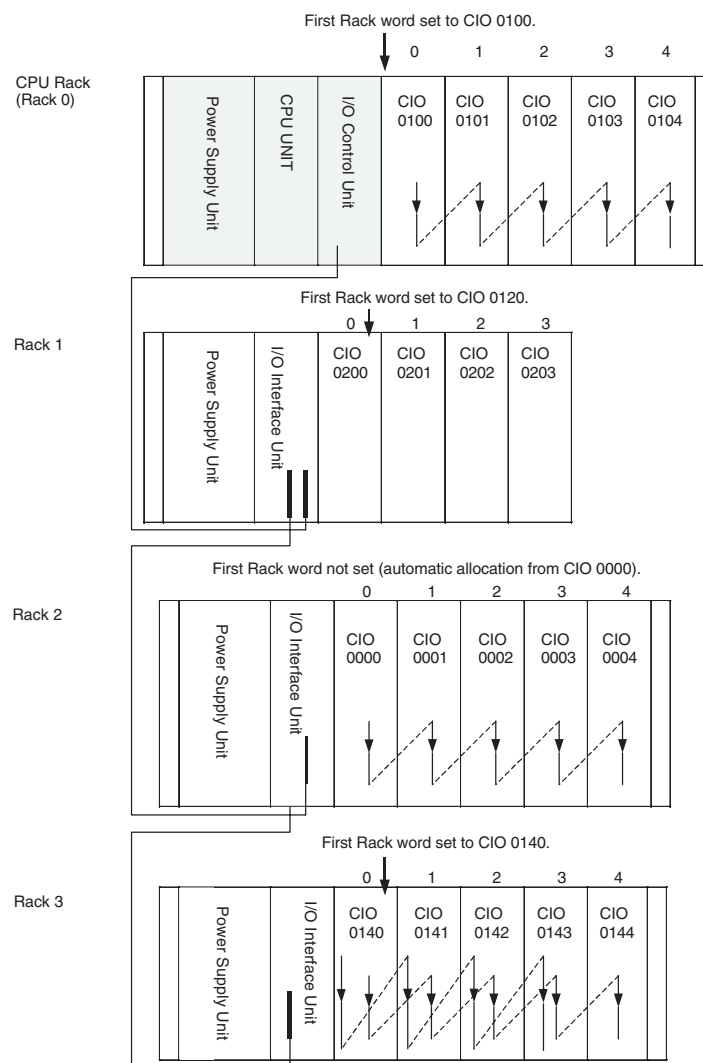 First Rack word set to CIO 0100.
0 1 2 3 4
CPU Rack
(Rack 0)
Power Supply Unit
CPU UNIT
I/O Control Unit
CIO 0100
CIO 0101
CIO 0102
CIO 0103
CIO 0104
First Rack word set to CIO 0120.
0 1 2 3
Rack 1
Power Supply Unit
I/O Interface Unit
CIO 0200
CIO 0201
CIO 0202
CIO 0203
First Rack word not set (automatic allocation from CIO 0000).
0 1 2 3 4
Rack 2
Power Supply Unit
I/O Interface Unit
CIO 0000
CIO 0001
CIO 0002
CIO 0003
CIO 0004
First Rack word set to CIO 0140.
0 1 2 3 4
Rack 3
Power Supply Unit
I/O Interface Unit
CIO 0140
CIO 0141
CIO 0142
CIO 0143
CIO 0144